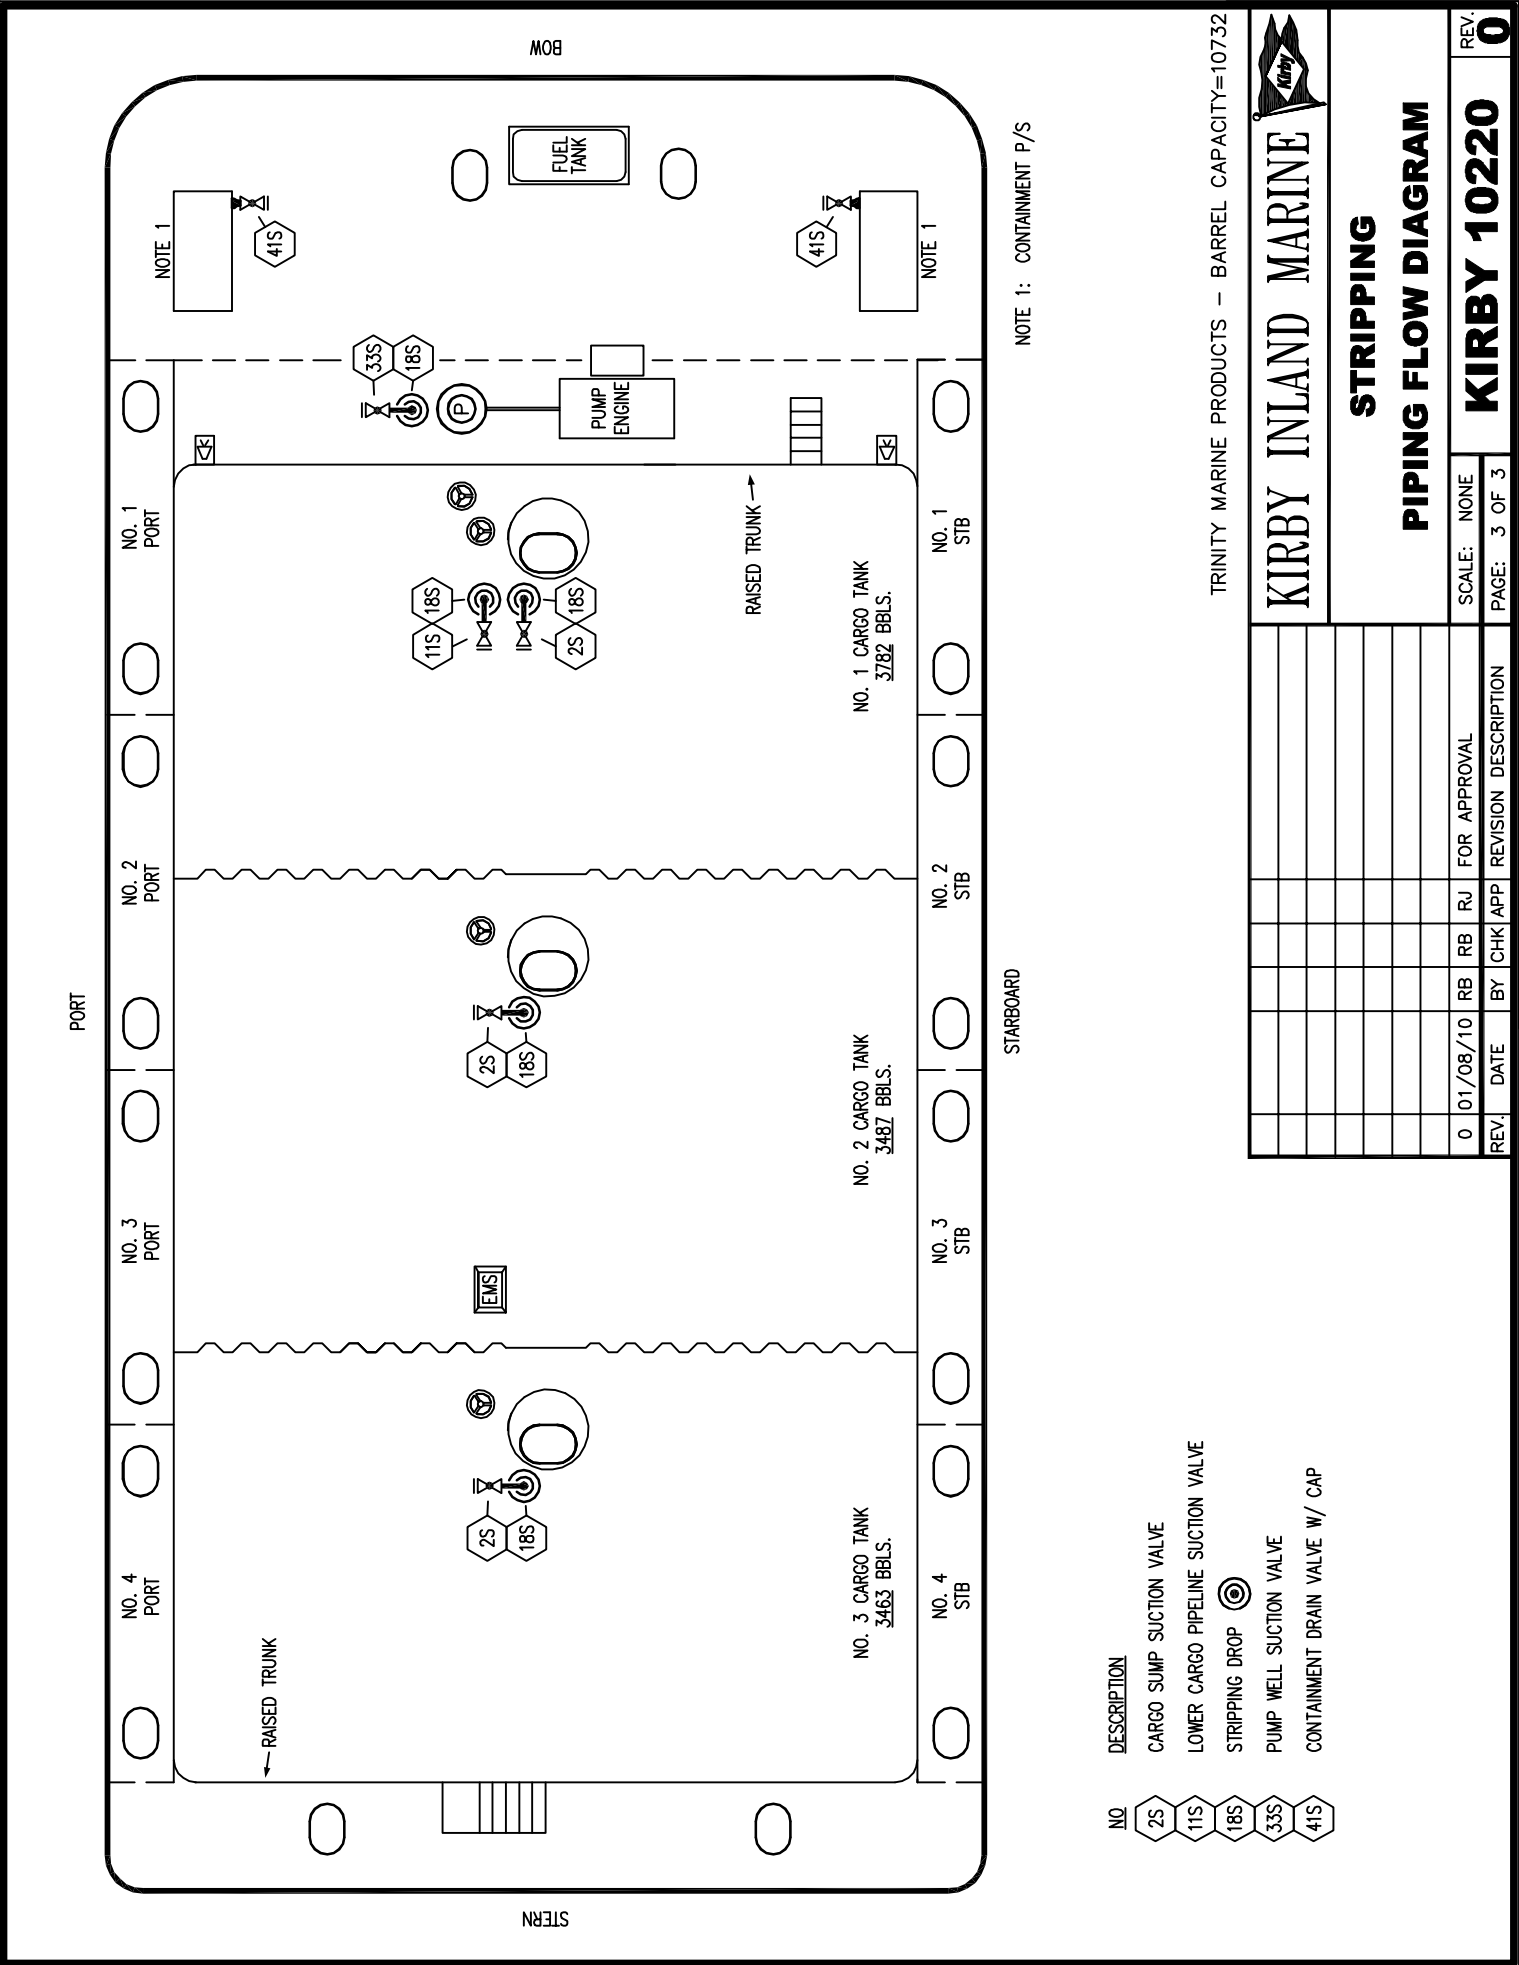 BOW
PORT
STARBOARD
STERN
FUEL
TANK
NOTE 1
41S
41S
NOTE 1
33S
18S
P
PUMP
ENGINE
NO. 1
PORT
NO. 1
STB
RAISED TRUNK
11S
18S
18S
2S
NO. 1 CARGO TANK
3782 BBLS.
NO. 2
PORT
NO. 2
STB
2S
18S
NO. 2 CARGO TANK
3487 BBLS.
NO. 3
PORT
NO. 3
STB
EMS
2S
18S
NO. 3 CARGO TANK
3463 BBLS.
NO. 4
PORT
NO. 4
STB
RAISED TRUNK
NOTE 1: CONTAINMENT P/S
NO DESCRIPTION
2S CARGO SUMP SUCTION VALVE
11S LOWER CARGO PIPELINE SUCTION VALVE
18S STRIPPING DROP
33S PUMP WELL SUCTION VALVE
41S CONTAINMENT DRAIN VALVE W/ CAP
TRINITY MARINE PRODUCTS – BARREL CAPACITY=10732
KIRBY INLAND MARINE
Kirby
STRIPPING
PIPING FLOW DIAGRAM
SCALE: NONE
PAGE: 3 OF 3
KIRBY 10220
REV.
0
0 01/08/10 RB RB RJ FOR APPROVAL
REV. DATE BY CHK APP REVISION DESCRIPTION